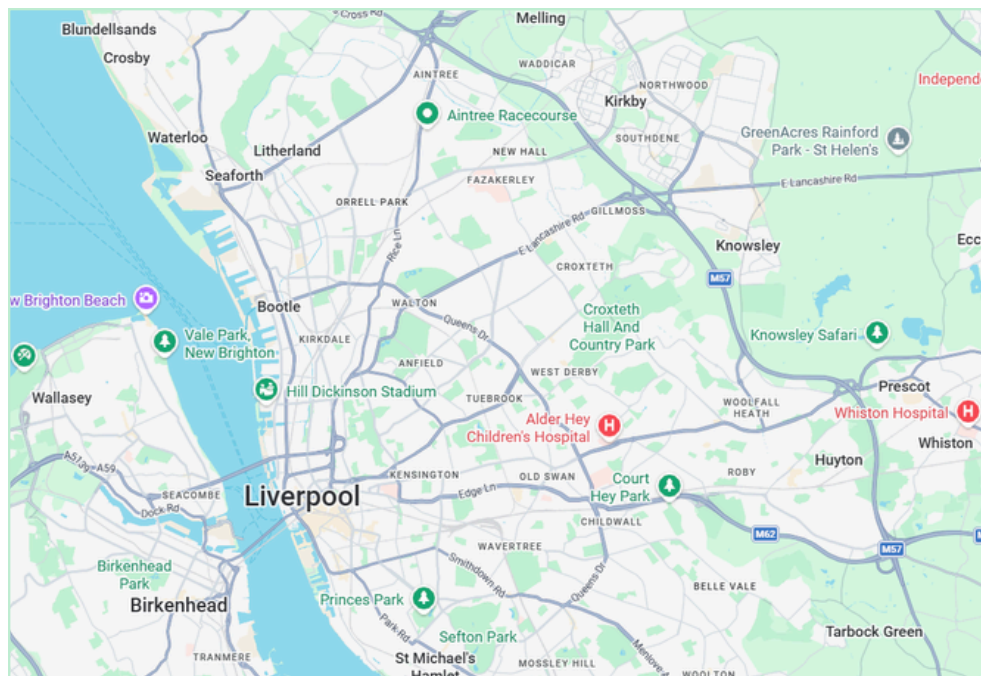 Cross Rd
Melling
Blundellsands
Crosby
WADDICAR
AINTREE
NORTHWOOD
Kirkby
Aintree Racecourse
GreenAcres Rainford
Park - St Helen's
Waterloo
Litherland
SOUTHDENE
NEW HALL
Seaforth
FAZAKERLEY
E Lancashire Rd
ORRELL PARK
GILLMOSS
E Lancashire Rd
Rice Ln
Knowsley
CROXTETH
M57
Bootle
WALTON
Queens Dr
Croxteth
Hall And
Country Park
Vale Park,
New Brighton
KIRKDALE
Knowsley Safari
ANFIELD
WEST DERBY
Hill Dickinson Stadium
Wallasey
TUEBROOK
Prescot
WOOLFALL
HEATH
Alder Hey
Children's Hospital
H
Whiston Hospital
H
Whiston
Huyton
KENSINGTON
OLD SWAN
Court
Hey Park
ROBY
SEACOMBE
Liverpool
Edge Ln
Dock Rd
CHILDWALL
M62
M57
WAVERTREE
Birkenhead
Park
Smithdown Rd
Queens Dr
BELLE VALE
Birkenhead
Princes Park
Park Rd
Sefton Park
Tarbock Green
TRANMERE
St Michael's
Hamlet
MOSSLEY HILL
Menlove
WOOLTON